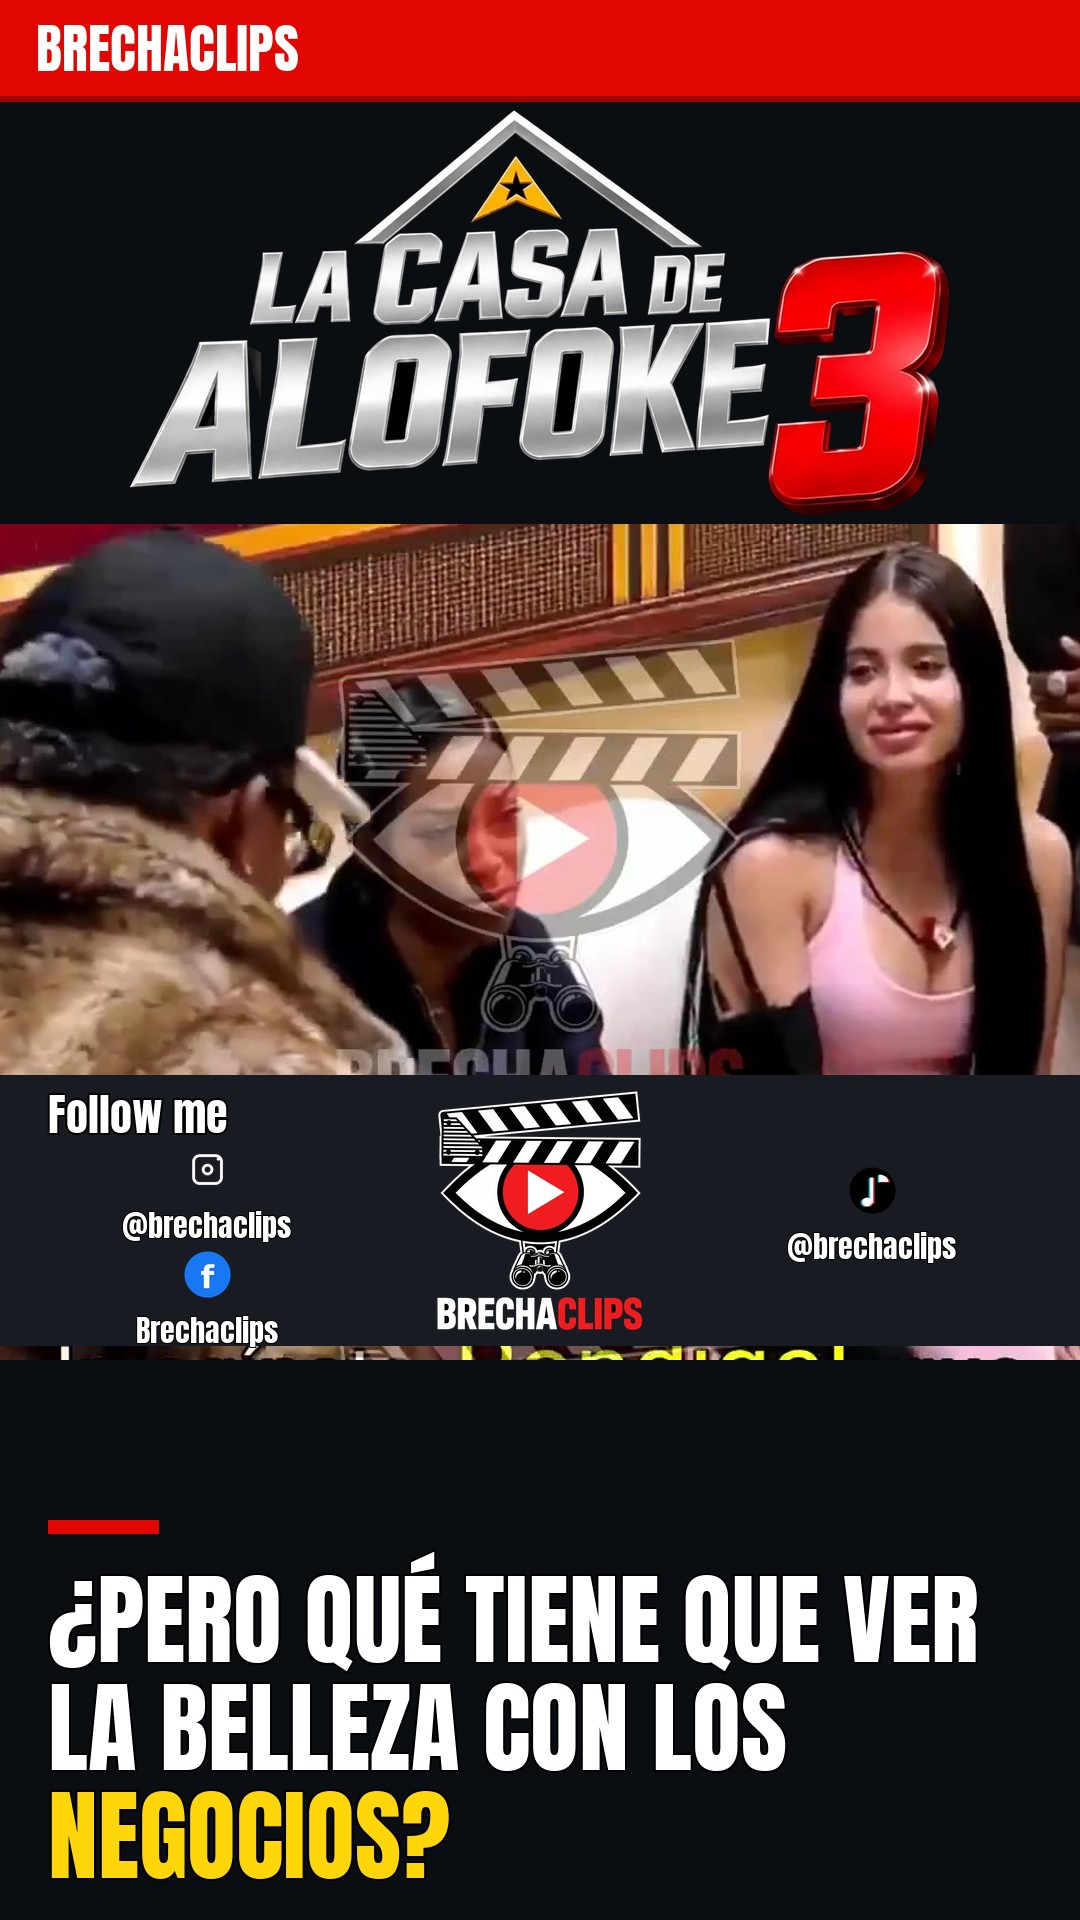 BRECHACLIPS
LA CASA DE
ALOFOKE 3
BRECHACLIPS
Follow me
@brechaclips
Brechaclips
BRECHACLIPS
@brechaclips
¿PERO QUÉ TIENE QUE VER
LA BELLEZA CON LOS
NEGOCIOS?